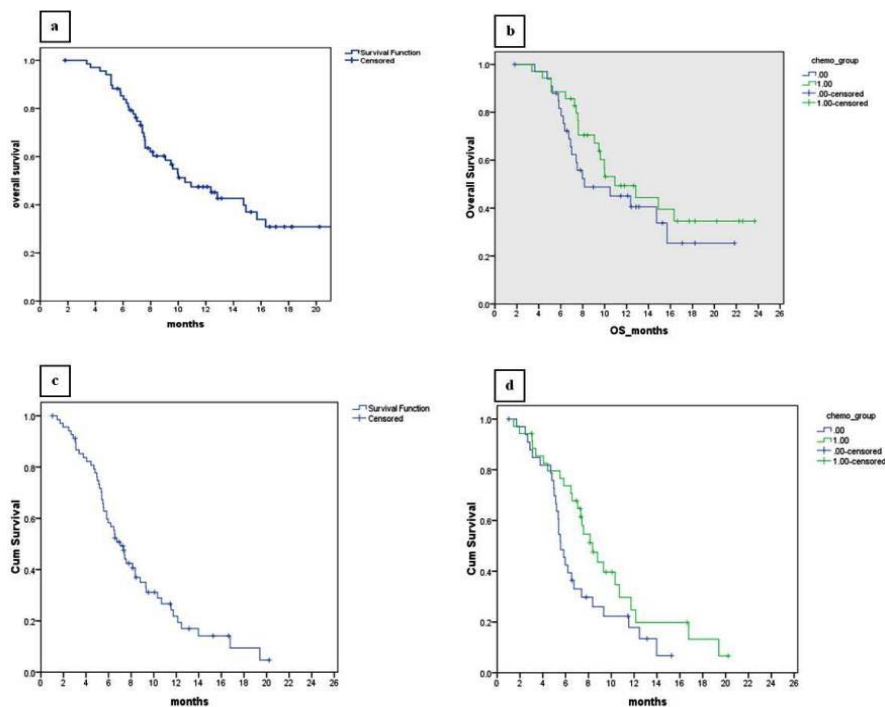 a
Survival Function
Censored
overall survival
1.0
0.8
0.6
0.4
0.2
0.0
0 2 4 6 8 10 12 14 16 18 20
months
b
chemo_group
.00
1.00
.00-censored
1.00-censored
Overall Survival
1.0
0.8
0.6
0.4
0.2
0.0
0 2 4 6 8 10 12 14 16 18 20 22 24 26
OS_months
c
Survival Function
Censored
Cum Survival
1.0
0.8
0.6
0.4
0.2
0.0
0 2 4 6 8 10 12 14 16 18 20 22 24 26
months
d
chemo_group
.00
1.00
.00-censored
1.00-censored
Cum Survival
1.0
0.8
0.6
0.4
0.2
0.0
0 2 4 6 8 10 12 14 16 18 20 22 24 26
months